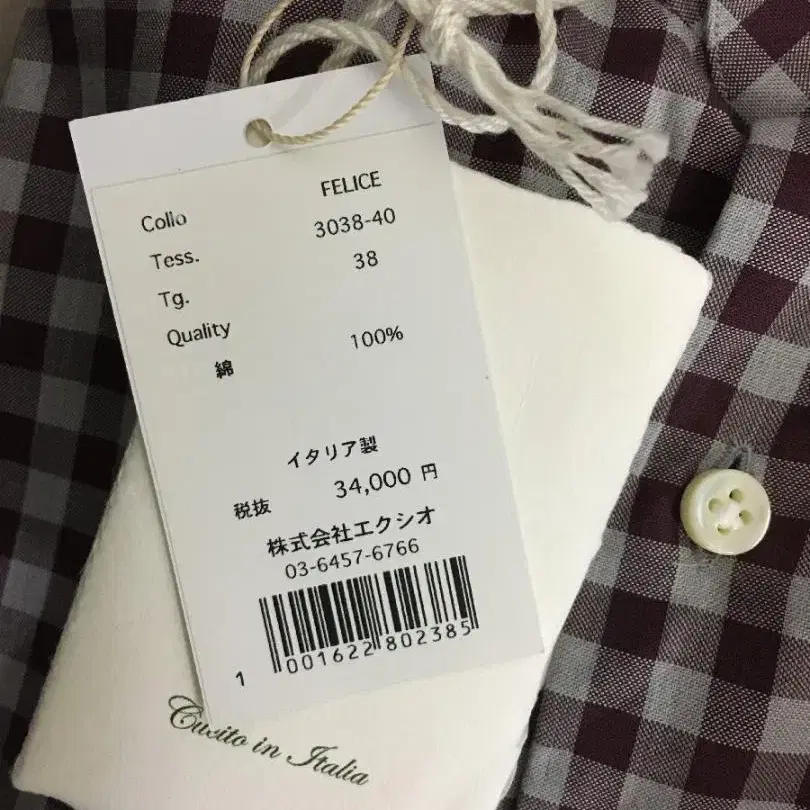 Collo FELICE
Tess. 3038-40
Tg. 38
Quality
綿 100%
イタリア製
税抜 34,000 円
株式会社エクシオ
03-6457-6766
1 001622 802385
Cucito in Italia